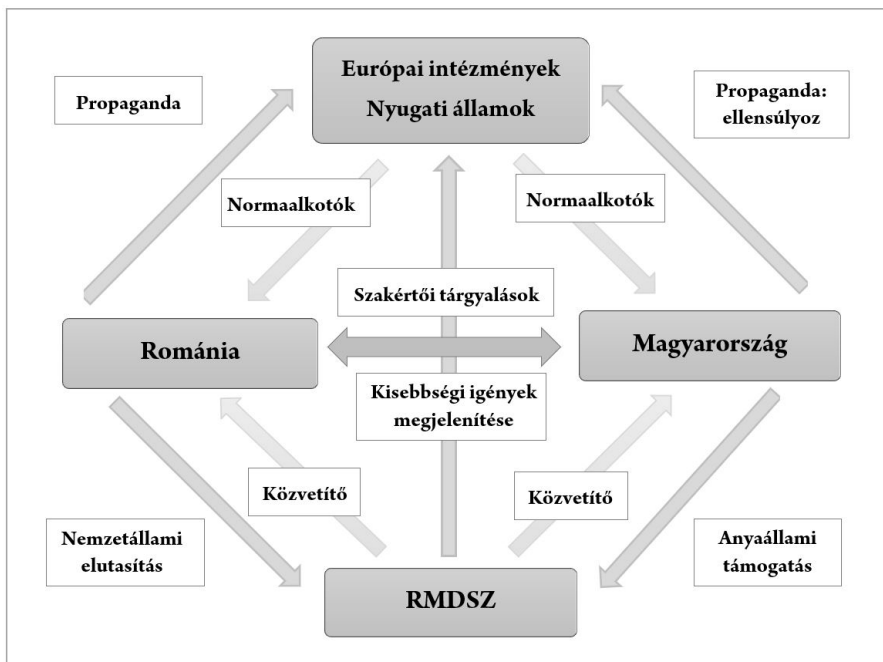 Európai intézmények
Nyugati államok
Propaganda
Propaganda:
ellensúlyoz
Normaalkotók
Normaalkotók
Szakértői tárgyalások
Románia
Magyarország
Kisebbségi igények
megjelenítése
Közvetítő
Közvetítő
Nemzetállami
elutasítás
Anyaállami
támogatás
RMDSZ